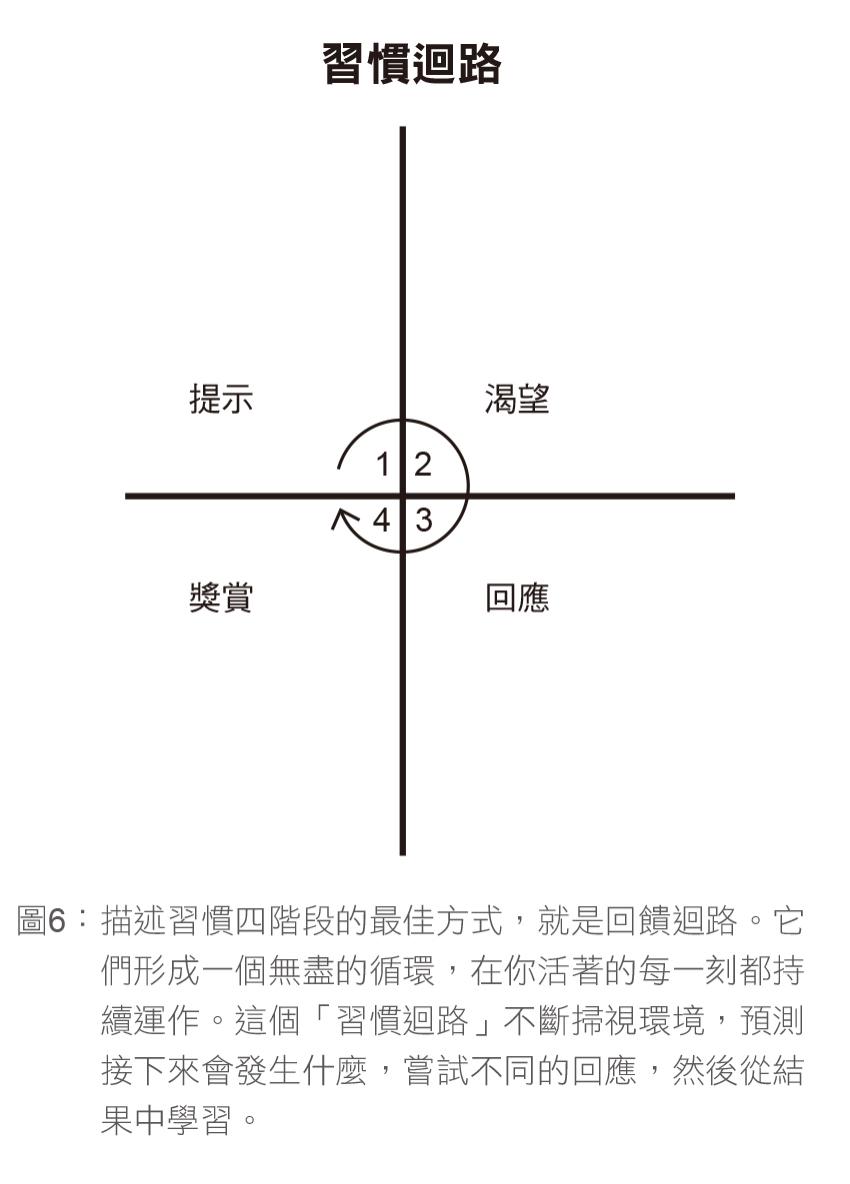 習慣迴路
提示
渴望
1 2
4 3
獎賞
回應
圖6：描述習慣四階段的最佳方式，就是回饋迴路。它
們形成一個無盡的循環，在你活著的每一刻都持
續運作。這個「習慣迴路」不斷掃視環境，預測
接下來會發生什麼，嘗試不同的回應，然後從結
果中學習。